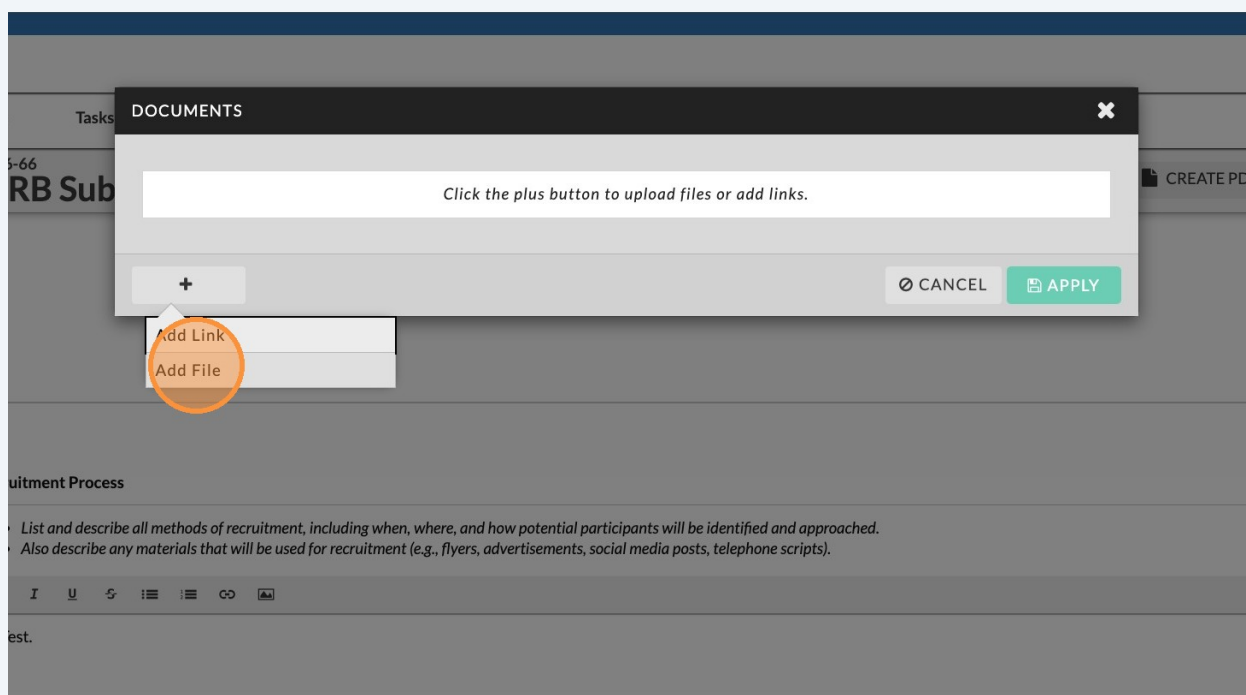 Tasks
DOCUMENTS
-66
RB Sub
CREATE PD
Click the plus button to upload files or add links.
CANCEL
APPLY
Add Link
Add File
uitment Process
List and describe all methods of recruitment, including when, where, and how potential participants will be identified and approached.
Also describe any materials that will be used for recruitment (e.g., flyers, advertisements, social media posts, telephone scripts).
I U S
est.